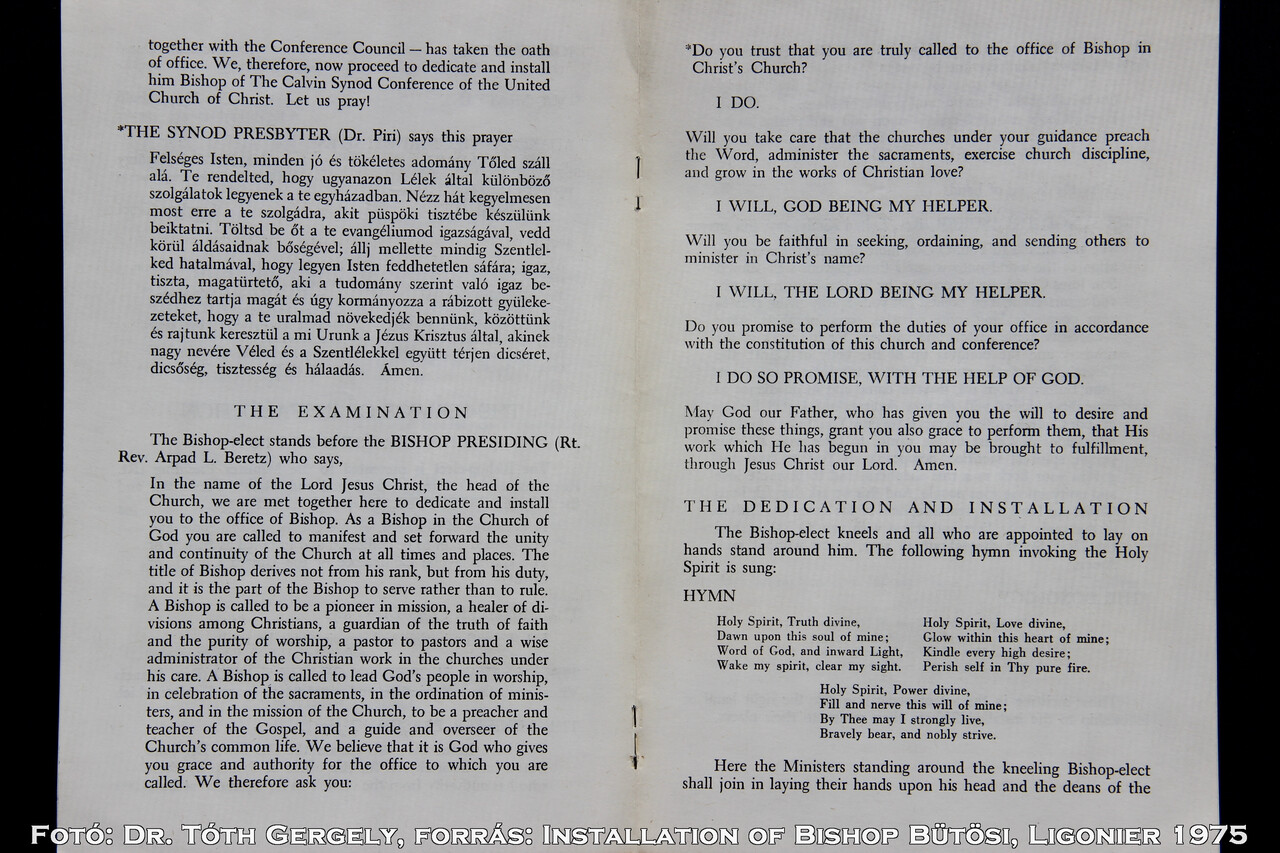 together with the Conference Council — has taken the oath
of office. We, therefore, now proceed to dedicate and install
him Bishop of The Calvin Synod Conference of the United
Church of Christ. Let us pray!
*THE SYNOD PRESBYTER (Dr. Piri) says this prayer
Felséges Isten, minden jó és tökéletes adomány Tőled száll
alá. Te rendelted, hogy ugyanazon Lélek által különböző
szolgálatok legyenek a te egyházadban. Nézz hát kegyelmesen
most erre a te szolgádra, akit püspöki tisztébe készülünk
beiktatni. Töltsd be őt a te evangéliumod igazságával, vedd
körül áldásaidnak bőségével; állj mellette mindig Szentlel-
ked hatalmával, hogy legyen Isten feddhetetlen sáfára; igaz,
tiszta, magatürtető, aki a tudomány szerint való igaz be-
szédhez tartja magát és úgy kormányozza a rábizott gyüleke-
zeteket, hogy a te uralmad növekedjék bennünk, közöttünk
és rajtunk keresztül a mi Urunk a Jézus Krisztus által, akinek
nagy nevére Véled és a Szentlélekkel együtt térjen dicséret.
dicsőség, tisztesség és hálaadás. Ámen.
THE EXAMINATION
The Bishop-elect stands before the BISHOP PRESIDING (Rt.
Rev. Arpad L. Beretz) who says,
In the name of the Lord Jesus Christ, the head of the
Church, we are met together here to dedicate and install
you to the office of Bishop. As a Bishop in the Church of
God you are called to manifest and set forward the unity
and continuity of the Church at all times and places. The
title of Bishop derives not from his rank, but from his duty,
and it is the part of the Bishop to serve rather than to rule.
A Bishop is called to be a pioneer in mission, a healer of di-
visions among Christians, a guardian of the truth of faith
and the purity of worship, a pastor to pastors and a wise
administrator of the Christian work in the churches under
his care. A Bishop is called to lead God's people in worship,
in celebration of the sacraments, in the ordination of minis-
ters, and in the mission of the Church, to be a preacher and
teacher of the Gospel, and a guide and overseer of the
Church's common life. We believe that it is God who gives
you grace and authority for the office to which you are
called. We therefore ask you:
*Do you trust that you are truly called to the office of Bishop in
Christ's Church?
I DO.
Will you take care that the churches under your guidance preach
the Word, administer the sacraments, exercise church discipline,
and grow in the works of Christian love?
I WILL, GOD BEING MY HELPER.
Will you be faithful in seeking, ordaining, and sending others to
minister in Christ's name?
I WILL, THE LORD BEING MY HELPER.
Do you promise to perform the duties of your office in accordance
with the constitution of this church and conference?
I DO SO PROMISE, WITH THE HELP OF GOD.
May God our Father, who has given you the will to desire and
promise these things, grant you also grace to perform them, that His
work which He has begun in you may be brought to fulfillment,
through Jesus Christ our Lord. Amen.
THE DEDICATION AND INSTALLATION
The Bishop-elect kneels and all who are appointed to lay on
hands stand around him. The following hymn invoking the Holy
Spirit is sung:
HYMN
Holy Spirit, Truth divine,
Dawn upon this soul of mine;
Word of God, and inward Light,
Wake my spirit, clear my sight.
Holy Spirit, Love divine,
Glow within this heart of mine;
Kindle every high desire;
Perish self in Thy pure fire.
Holy Spirit, Power divine,
Fill and nerve this will of mine;
By Thee may I strongly live,
Bravely bear, and nobly strive.
Here the Ministers standing around the kneeling Bishop-elect
shall join in laying their hands upon his head and the deans of the
Fotó: Dr. Tóth Gergely, forrás: Installation of Bishop Bütösi, Ligonier 1975